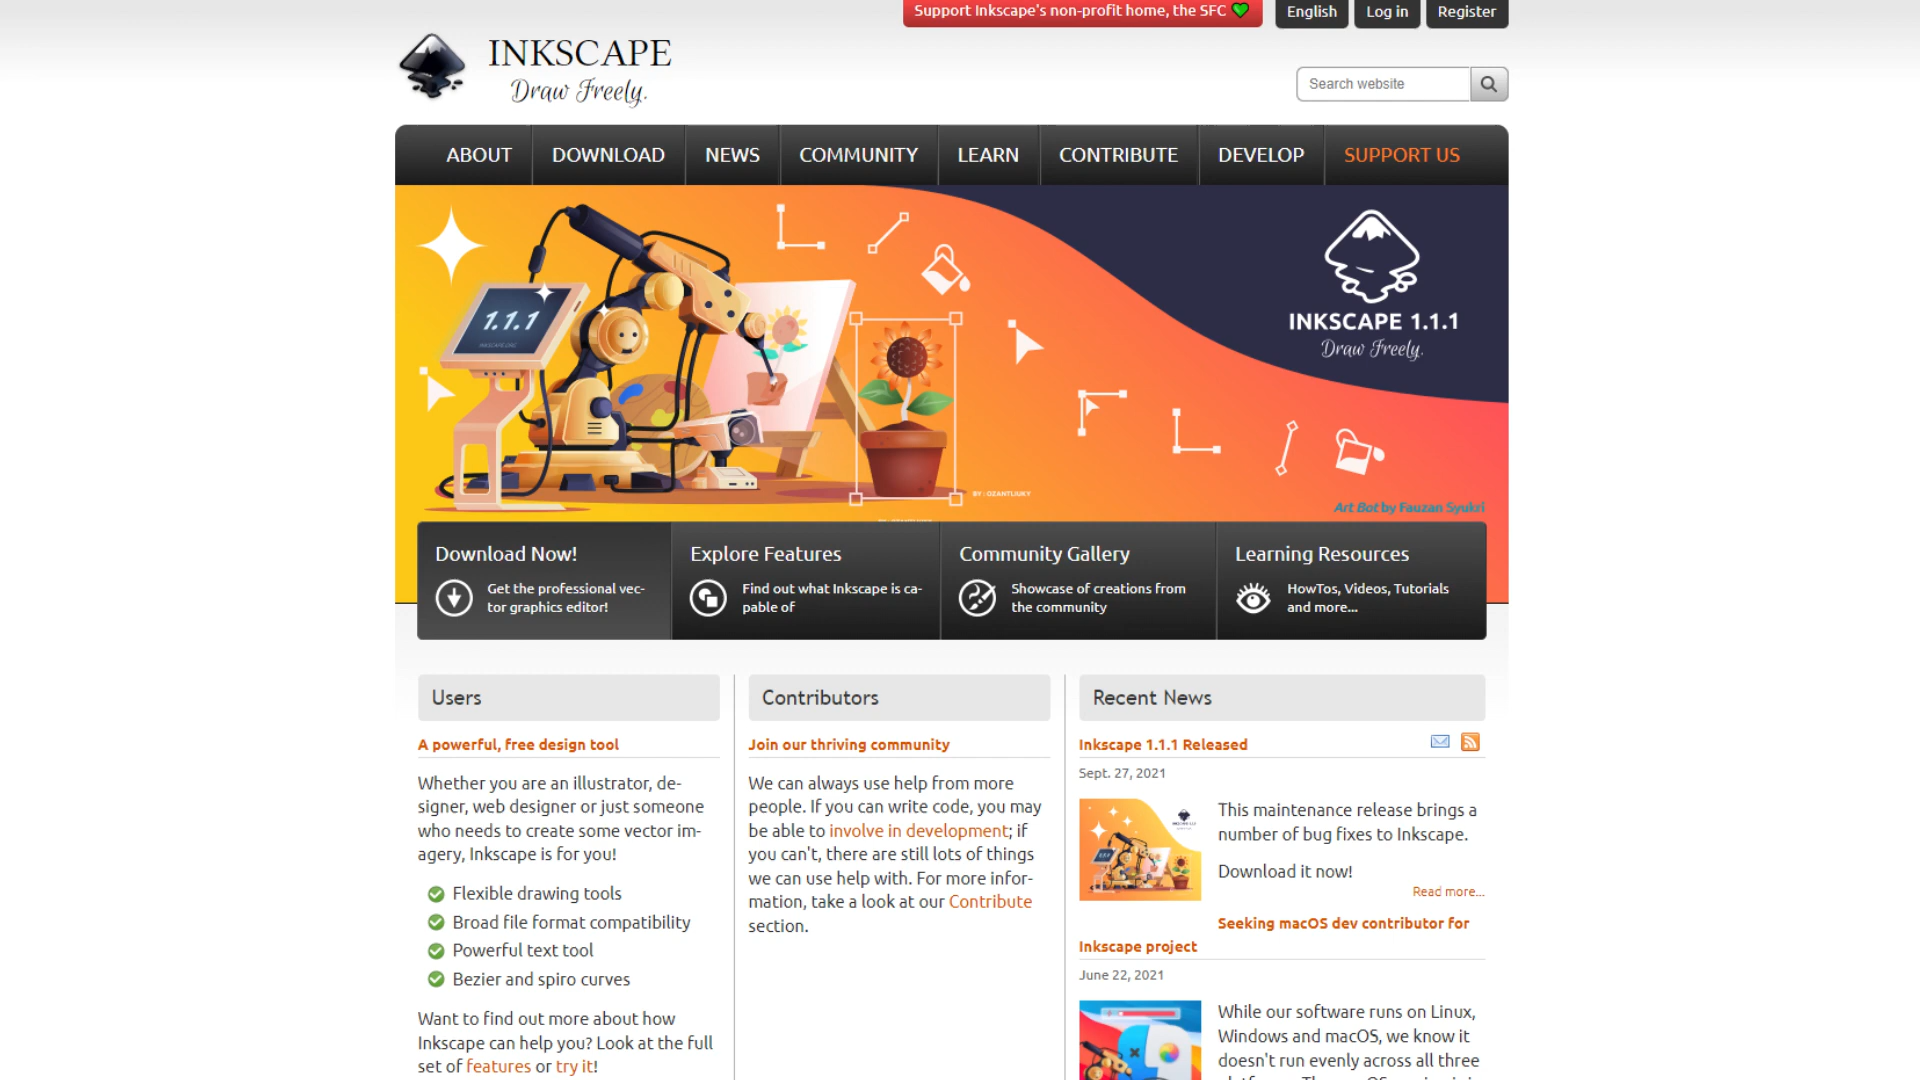 Support Inkscape's non-profit home, the SFC
English
Log in
Register
INKSCAPE
Draw Freely.
Search website
ABOUT
DOWNLOAD
NEWS
COMMUNITY
LEARN
CONTRIBUTE
DEVELOP
SUPPORT US
1.1.1
INKSCAPE.ORG
INKSCAPE 1.1.1
Draw Freely.
BY : OZANTLIUKY
Art Bot by Fauzan Syukri
Download Now!
Get the professional vec-
tor graphics editor!
Explore Features
Find out what Inkscape is ca-
pable of
Community Gallery
Showcase of creations from
the community
Learning Resources
HowTos, Videos, Tutorials
and more...
Users
A powerful, free design tool
Whether you are an illustrator, de-
signer, web designer or just someone
who needs to create some vector im-
agery, Inkscape is for you!
Flexible drawing tools
Broad file format compatibility
Powerful text tool
Bezier and spiro curves
Want to find out more about how
Inkscape can help you? Look at the full
set of features or try it!
Contributors
Join our thriving community
We can always use help from more
people. If you can write code, you may
be able to involve in development; if
you can't, there are still lots of things
we can use help with. For more infor-
mation, take a look at our Contribute
section.
Recent News
Inkscape 1.1.1 Released
Sept. 27, 2021
This maintenance release brings a
number of bug fixes to Inkscape.
Download it now!
Read more...
Seeking macOS dev contributor for
Inkscape project
June 22, 2021
While our software runs on Linux,
Windows and macOS, we know it
doesn't run evenly across all three